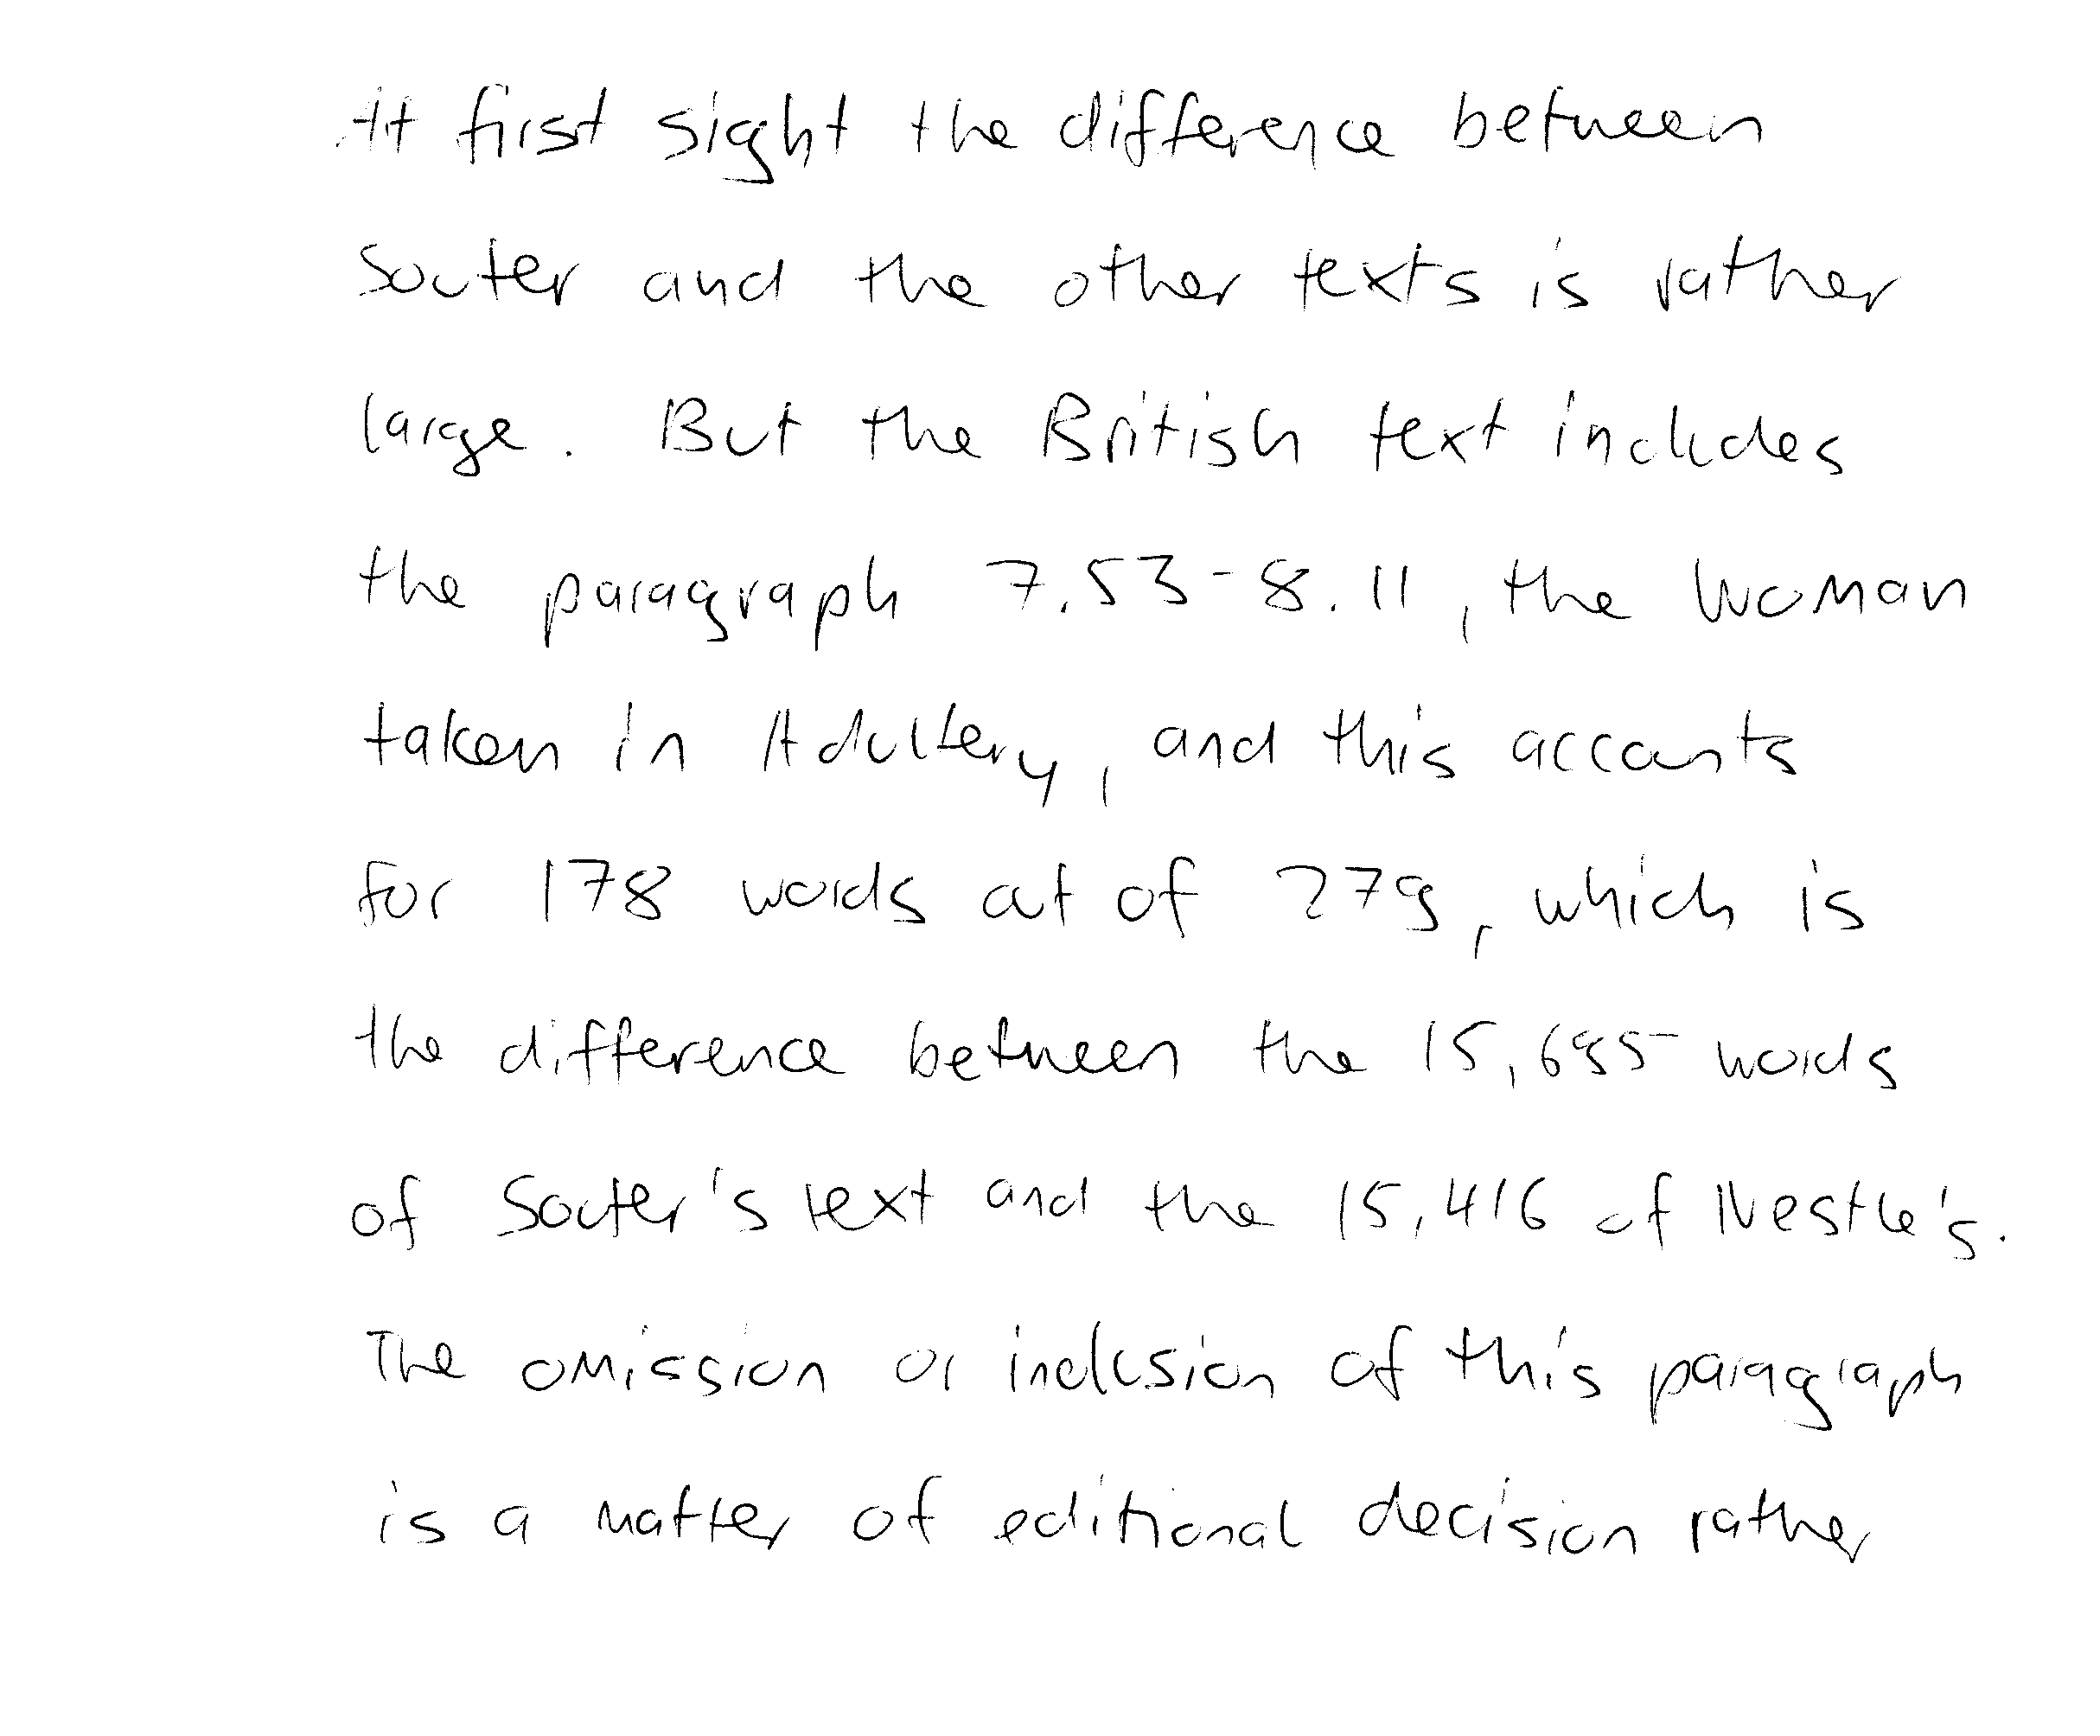 At first sight the difference between
Souter and the other texts is rather
large. But the British text includes
the paragraph 7.53-8.11, the Woman
taken in Adultery, and this accounts
for 178 words out of 279, which is
the difference between the 15,695 words
of Souter's text and the 15,416 of Nestle's.
The omission or inclusion of this paragraph
is a matter of editional decision rather